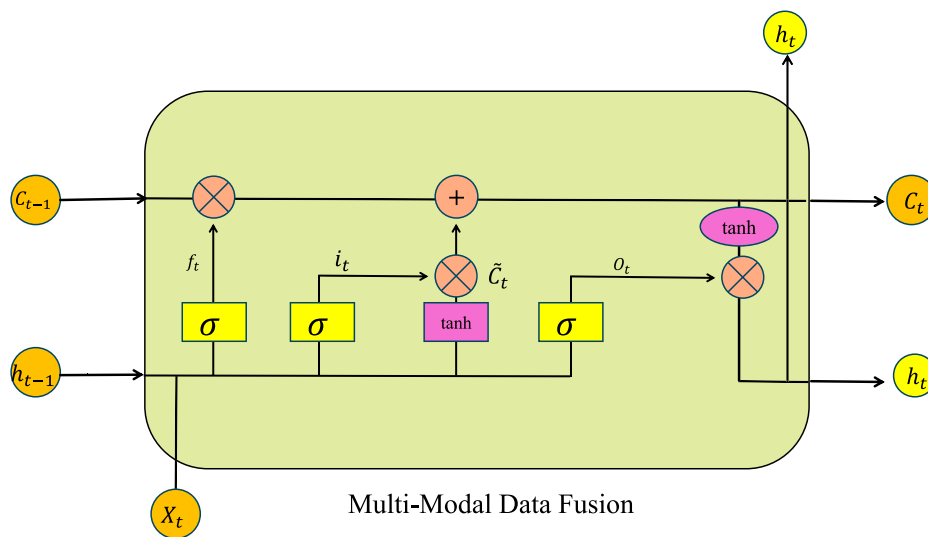 h_t
C_{t-1}
+
C_t
tanh
f_t
i_t
C̃_t
O_t
σ
σ
tanh
σ
h_{t-1}
h_t
X_t
Multi-Modal Data Fusion